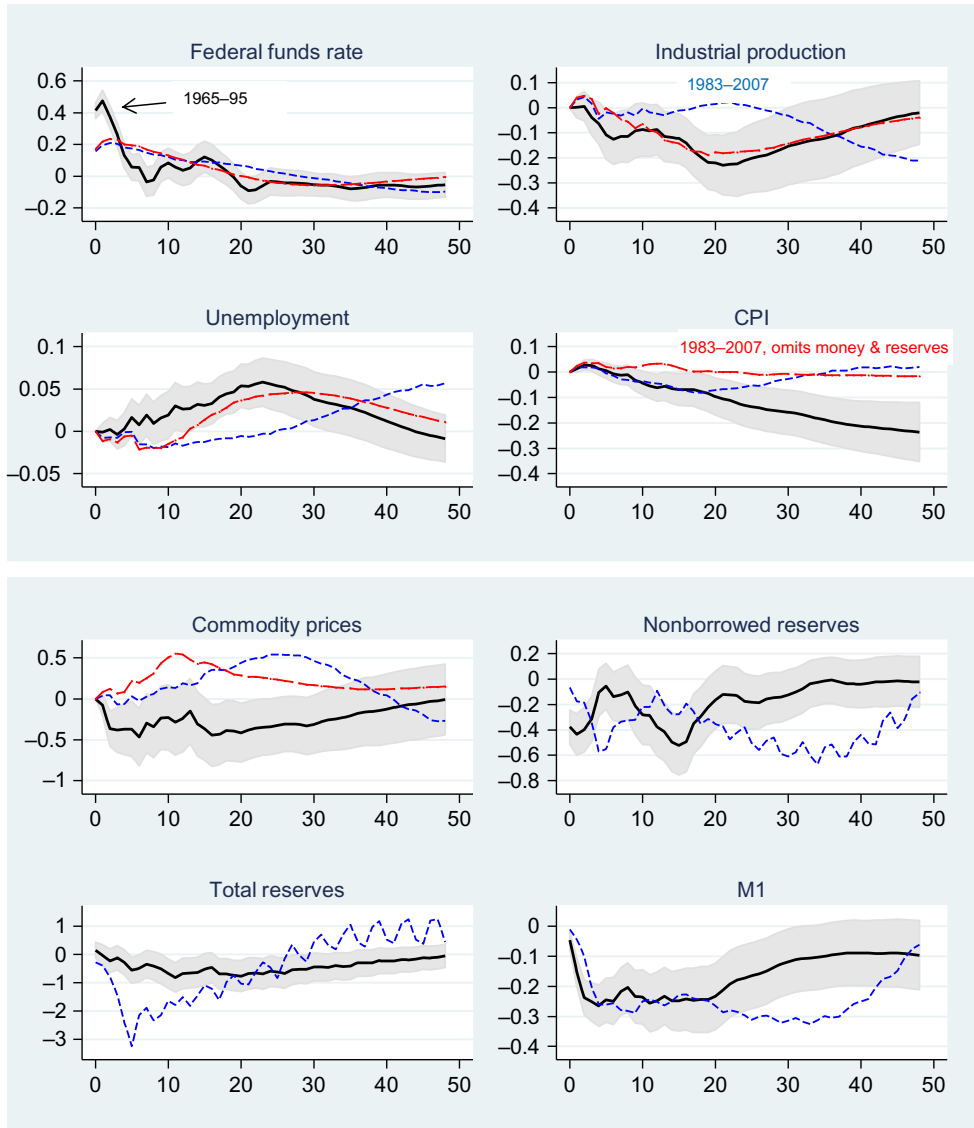 Federal funds rate
0.6
0.4
0.2
0
–0.2
1965–95
0 10 20 30 40 50
Industrial production
0.1
0
–0.1
–0.2
–0.3
–0.4
1983–2007
0 10 20 30 40 50
Unemployment
0.1
0.05
0
–0.05
0 10 20 30 40 50
CPI
0.1
0
–0.1
–0.2
–0.3
–0.4
1983–2007, omits money & reserves
0 10 20 30 40 50
Commodity prices
0.5
0
–0.5
–1
0 10 20 30 40 50
Nonborrowed reserves
0.2
0
–0.2
–0.4
–0.6
–0.8
0 10 20 30 40 50
Total reserves
1
0
–1
–2
–3
0 10 20 30 40 50
M1
0
–0.1
–0.2
–0.3
–0.4
0 10 20 30 40 50